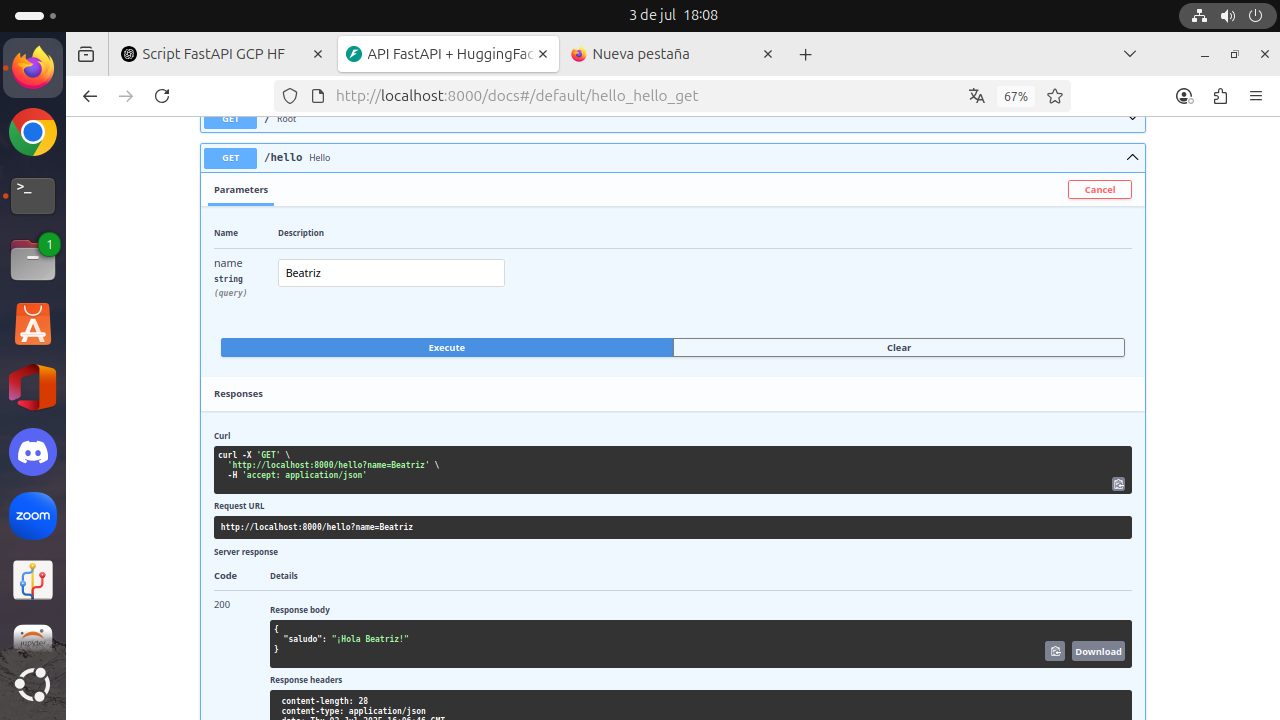 3 de jul 18:08
Script FastAPI GCP HF
API FastAPI + HuggingFac
Nueva pestaña
http://localhost:8000/docs#/default/hello_hello_get
67%
>_
1
A
zoom
jupyter
GET / Root
GET /hello Hello
Parameters
Cancel
Name Description
name
string
(query)
Beatriz
Execute
Clear
Responses
Curl
curl -X 'GET' \
'http://localhost:8000/hello?name=Beatriz' \
-H 'accept: application/json'
Request URL
http://localhost:8000/hello?name=Beatriz
Server response
Code Details
200
Response body
{
"saludo": "¡Hola Beatriz!"
}
Download
Response headers
content-length: 28
content-type: application/json